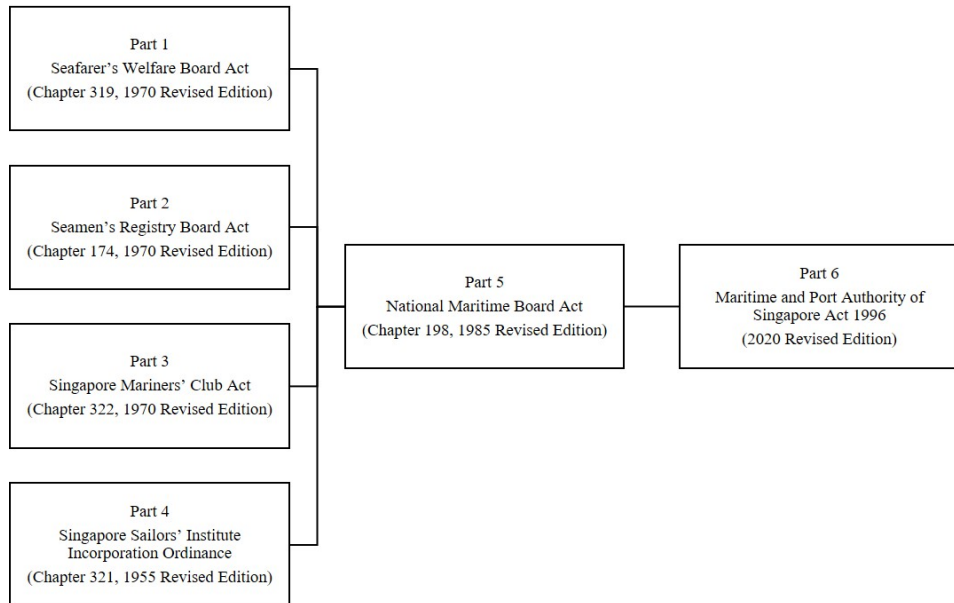 Part 1
Seafarer’s Welfare Board Act
(Chapter 319, 1970 Revised Edition)
Part 2
Seamen’s Registry Board Act
(Chapter 174, 1970 Revised Edition)
Part 3
Singapore Mariners’ Club Act
(Chapter 322, 1970 Revised Edition)
Part 4
Singapore Sailors’ Institute
Incorporation Ordinance
(Chapter 321, 1955 Revised Edition)
Part 5
National Maritime Board Act
(Chapter 198, 1985 Revised Edition)
Part 6
Maritime and Port Authority of
Singapore Act 1996
(2020 Revised Edition)